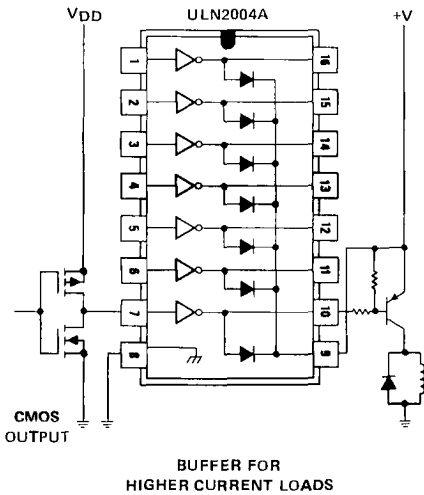 VDD
ULN2004A
+V
1
16
2
15
3
14
4
13
5
12
6
11
7
10
8
9
CMOS
OUTPUT
BUFFER FOR
HIGHER CURRENT LOADS